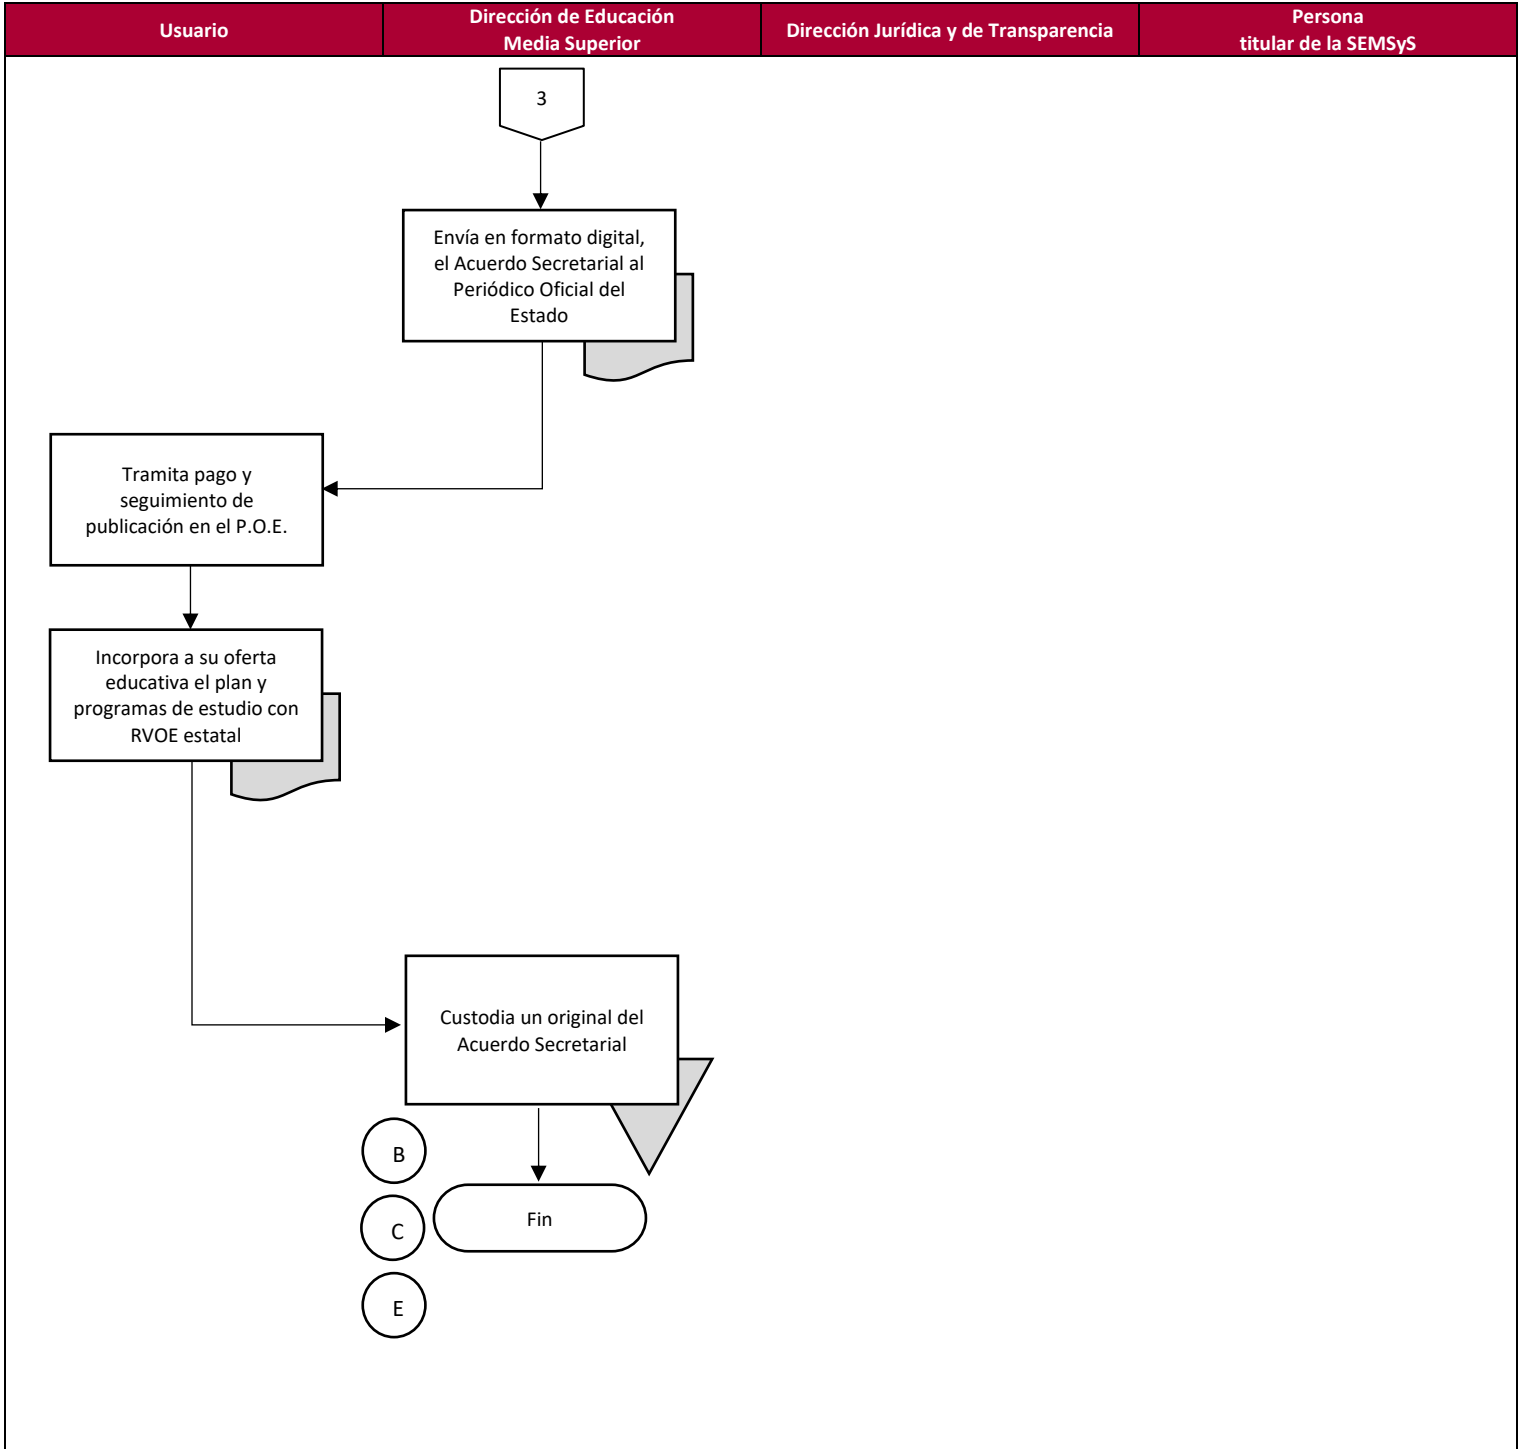 Usuario
Dirección de Educación
Media Superior
Dirección Jurídica y de Transparencia
Persona
titular de la SEMSyS
3
Envía en formato digital,
el Acuerdo Secretarial al
Periódico Oficial del
Estado
Tramita pago y
seguimiento de
publicación en el P.O.E.
Incorpora a su oferta
educativa el plan y
programas de estudio con
RVOE estatal
Custodia un original del
Acuerdo Secretarial
B
C
Fin
E